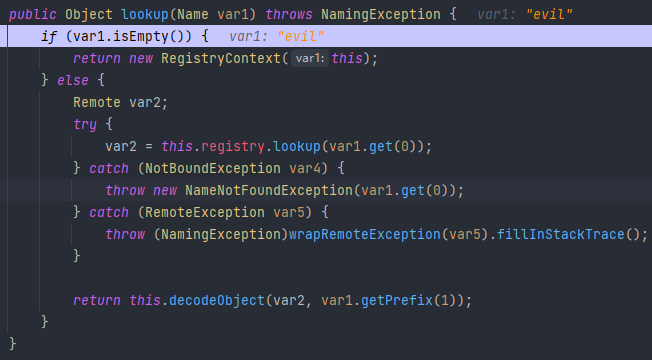 public Object lookup(Name var1) throws NamingException {   var1: "evil"
    if (var1.isEmpty()) {   var1: "evil"
        return new RegistryContext( var1: this);
    } else {
        Remote var2;
        try {
            var2 = this.registry.lookup(var1.get(0));
        } catch (NotBoundException var4) {
            throw new NameNotFoundException(var1.get(0));
        } catch (RemoteException var5) {
            throw (NamingException)wrapRemoteException(var5).fillInStackTrace();
        }
        return this.decodeObject(var2, var1.getPrefix(1));
    }
}